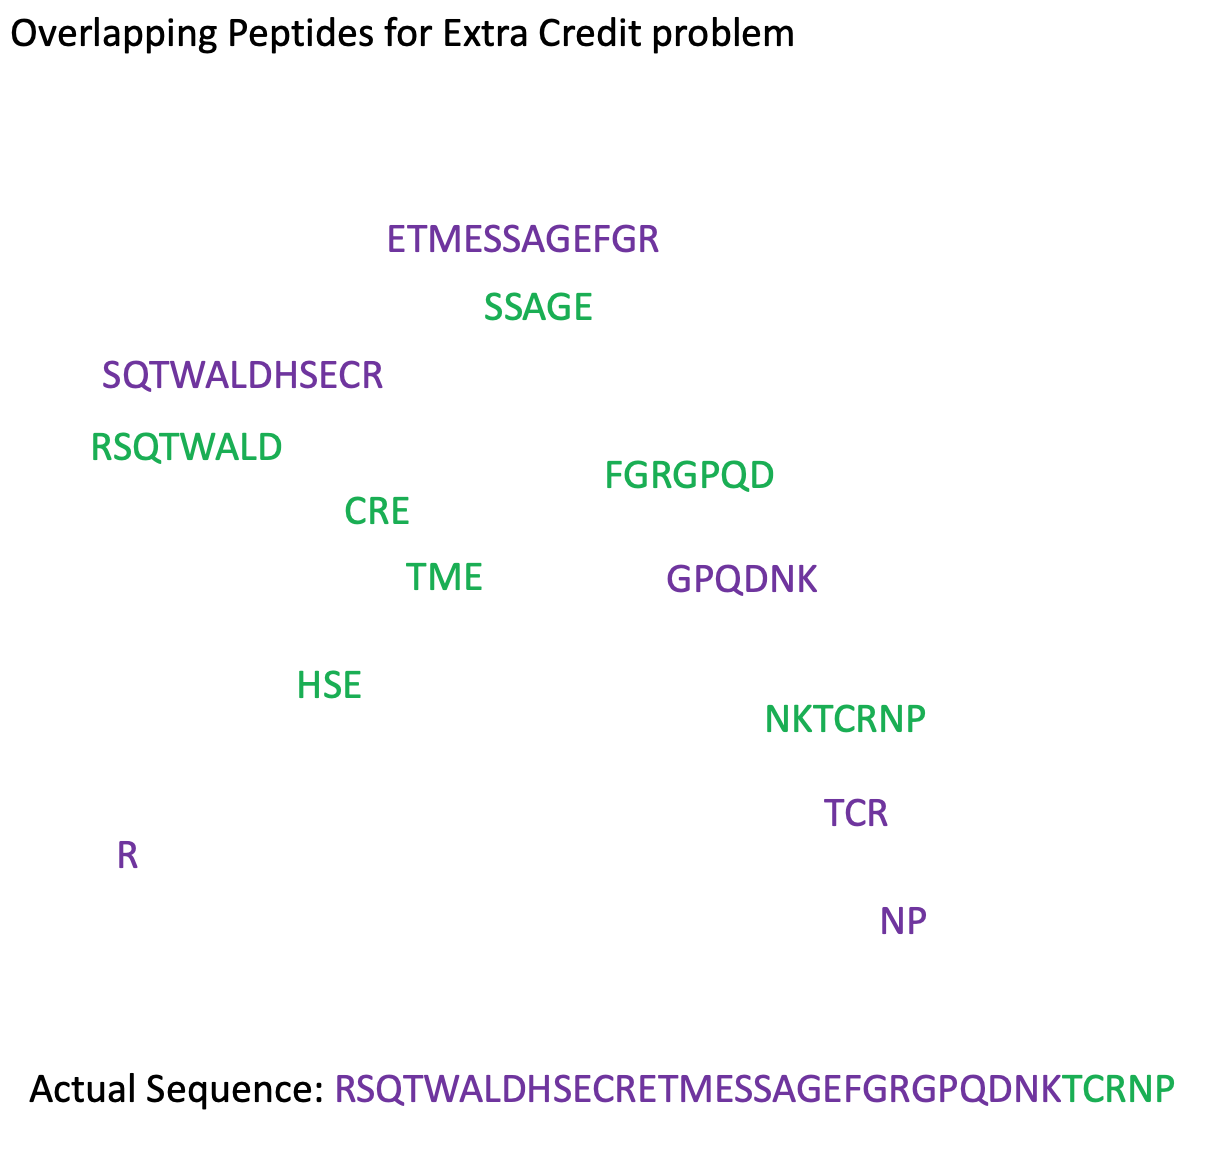 Overlapping Peptides for Extra Credit problem
ETMESSAGEFGR
SSAGE
SQTWALDHSECR
RSQTWALD
FGRGPQD
CRE
TME
GPQDNK
HSE
NKTCRNP
TCR
R
NP
Actual Sequence: RSQTWALDHSECRETMESSAGEFGRGPQDNKTCRNP